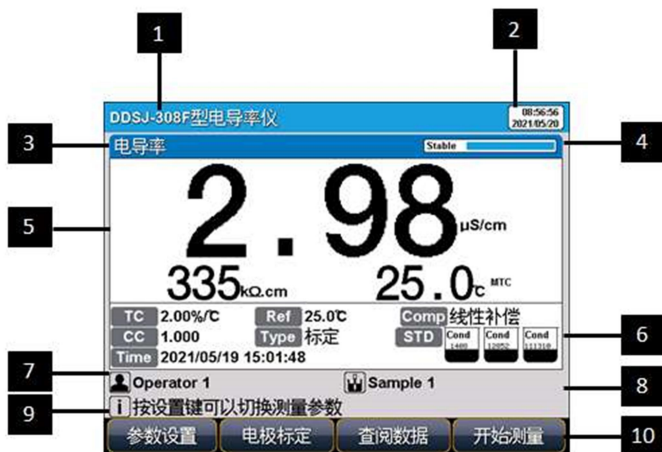 1
2
DDSJ-308F型电导率仪
08:56:56
2021/05/20
3
电导率
Stable
4
5
2.98 μS/cm
335 kΩ.cm 25.0℃ MTC
TC 2.00%/℃ Ref 25.0℃ Comp 线性补偿
6
CC 1.000 Type 标定 STD Cond Cond Cond
1408 12852 111310
Time 2021/05/19 15:01:48
7
Operator 1 Sample 1
8
9
i 按设置键可以切换测量参数
参数设置 电极标定 查阅数据 开始测量
10